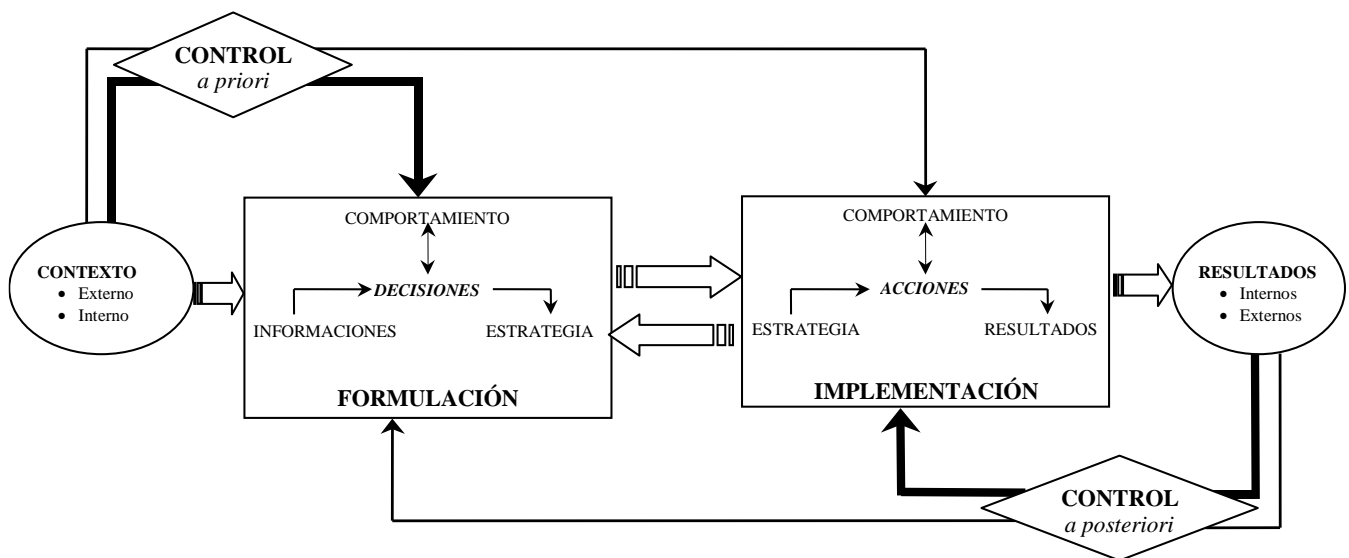 CONTROL
a priori
CONTEXTO
• Externo
• Interno
COMPORTAMIENTO
DECISIONES
INFORMACIONES
ESTRATEGIA
FORMULACIÓN
COMPORTAMIENTO
ACCIONES
ESTRATEGIA
RESULTADOS
IMPLEMENTACIÓN
RESULTADOS
• Internos
• Externos
CONTROL
a posteriori